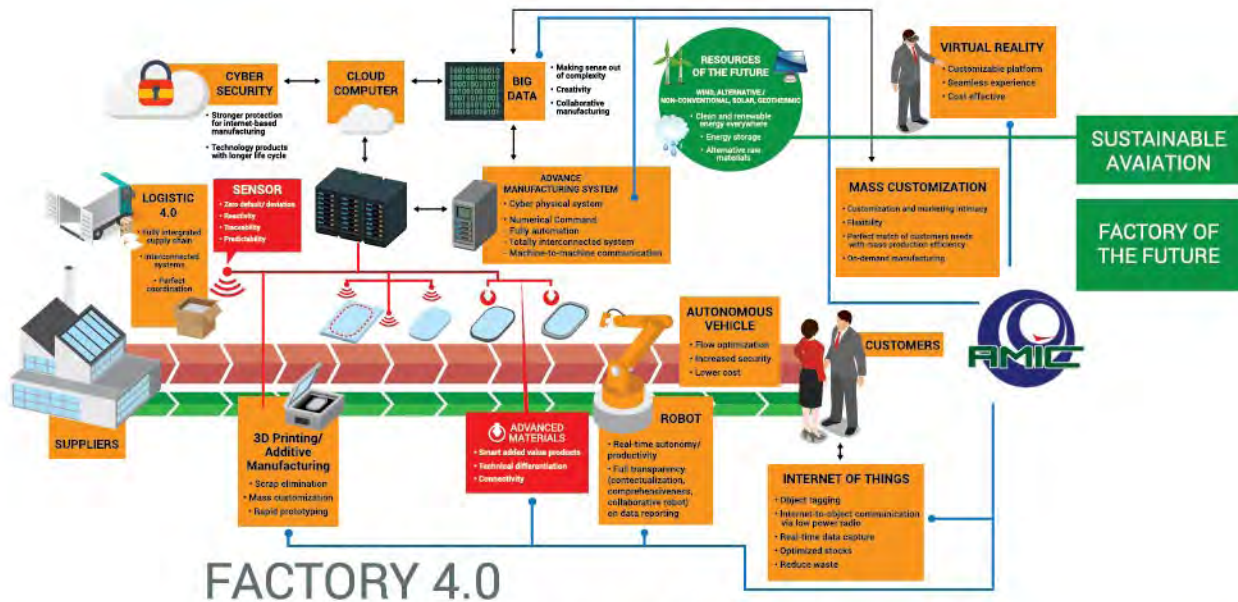 CYBER
SECURITY
• Stronger protection
for internet-based
manufacturing
• Technology products
with longer life cycle
CLOUD
COMPUTER
100101100010
BIG
DATA
• Making sense out
of complexity
• Creativity
• Collaborative
manufacturing
RESOURCES
OF THE FUTURE
WIND, ALTERNATIVE /
NON-CONVENTIONAL, SOLAR, GEOTHERMIC
• Clean and renewable
energy everywhere
• Energy storage
• Alternative raw
materials
VIRTUAL REALITY
• Customizable platform
• Seamless experience
• Cost effective
SUSTAINABLE
AVAIATION
FACTORY OF
THE FUTURE
LOGISTIC
4.0
• Fully intergrated
supply chain
• Interconnected
systems
• Perfect
coordination
SENSOR
• Zero default/ deviation
• Reactivity
• Traceability
• Predictability
ADVANCE
MANUFACTURING SYSTEM
• Cyber physical system
• Numerical Command
- Fully automation
- Totally interconnected system
- Machine-to-machine communication
MASS CUSTOMIZATION
• Customization and marketing intimacy
• Flexibility
• Perfect match of customers needs
with mass production efficiency
• On-demand manufacturing
AUTONOMOUS
VEHICLE
• Flow optimization
• Increased security
• Lower cost
CUSTOMERS
AMIC
SUPPLIERS
3D Printing/
Additive
Manufacturing
• Scrap elimination
• Mass customization
• Rapid prototyping
ADVANCED
MATERIALS
• Smart added value products
• Technical differentiation
• Connectivity
ROBOT
• Real-time autonomy/
productivity
• Full transparency
(contectualization,
comprehensiveness,
collaborative robot)
on data reporting
INTERNET OF THINGS
• Object tagging
• Internet-to-object communication
via low power radio
• Real-time data capture
• Optimized stocks
• Reduce waste
FACTORY 4.0